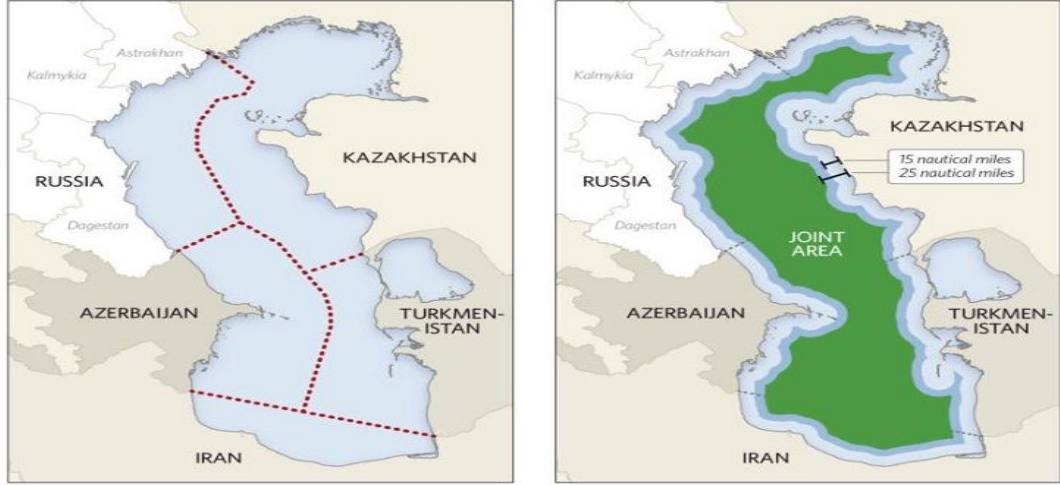 Astrakhan
Kalmykia
KAZAKHSTAN
RUSSIA
Dagestan
AZERBAIJAN
TURKMEN-
ISTAN
IRAN
Astrakhan
Kalmykia
KAZAKHSTAN
15 nautical miles
25 nautical miles
RUSSIA
Dagestan
JOINT
AREA
AZERBAIJAN
TURKMEN-
ISTAN
IRAN